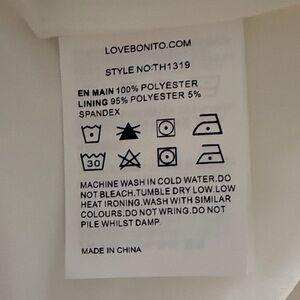 LOVEBONITO.COM
STYLE NO:TH1319
EN MAIN 100% POLYESTER
LINING 95% POLYESTER 5%
SPANDEX
30
MACHINE WASH IN COLD WATER.DO
NOT BLEACH.TUMBLE DRY LOW.LOW
HEAT IRONING.WASH WITH SIMILAR
COLOURS.DO NOT WRING.DO NOT
PILE WHILST DAMP
MADE IN CHINA